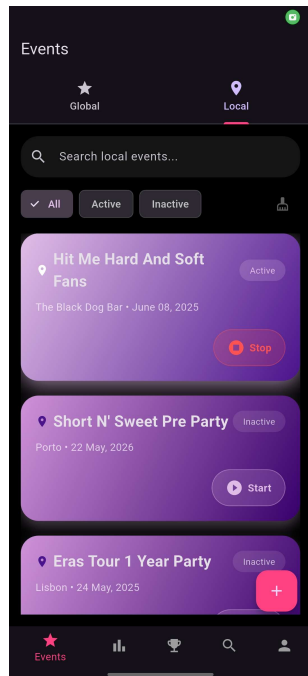 Events
Global
Local
Search local events...
All
Active
Inactive
Hit Me Hard And Soft
Fans
Active
The Black Dog Bar • June 08, 2025
Stop
Short N' Sweet Pre Party
Inactive
Porto • 22 May, 2026
Start
Eras Tour 1 Year Party
Inactive
Lisbon • 24 May, 2025
Events